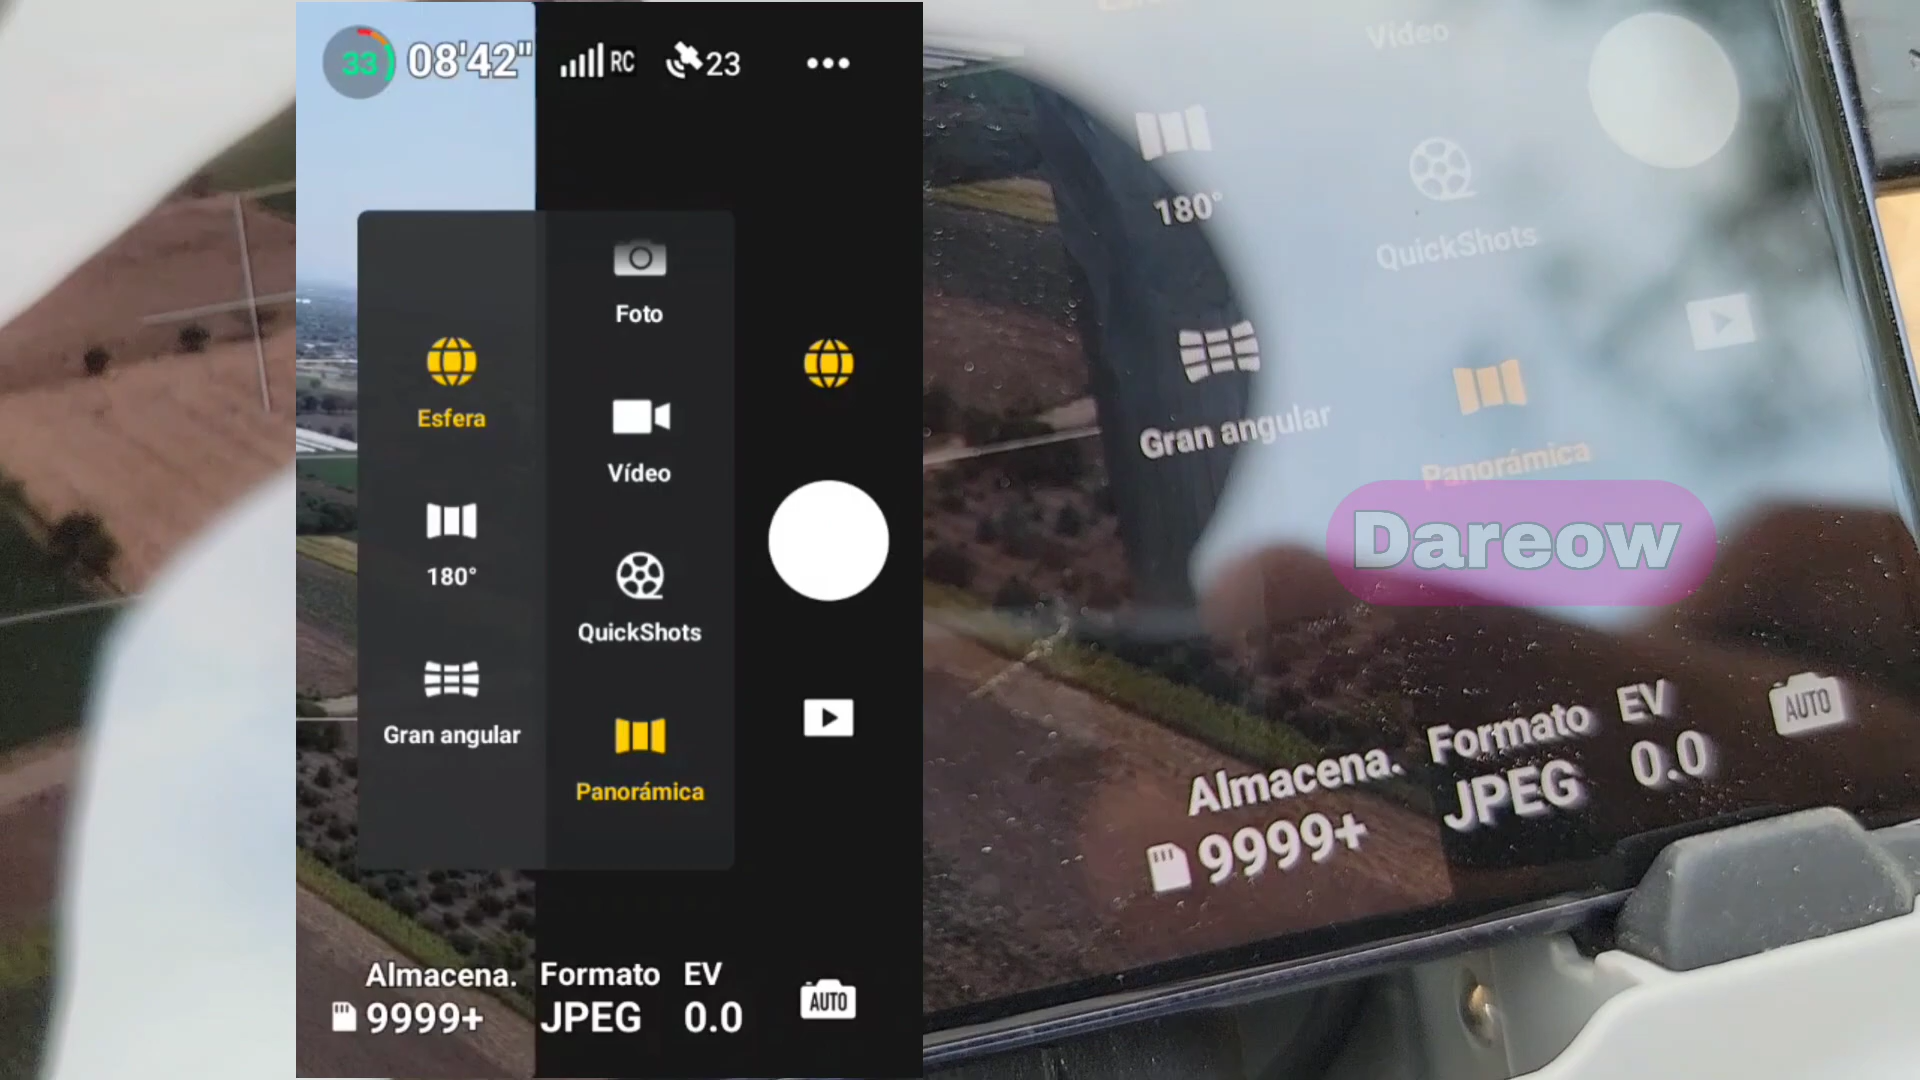 33 08'42" RC 23
Foto
Esfera
Vídeo
180°
QuickShots
Gran angular
Panorámica
Almacena. Formato EV
9999+ JPEG 0.0 AUTO
Vídeo
180°
QuickShots
Gran angular
Panorámica
Dareow
Almacena. Formato EV
9999+ JPEG 0.0 AUTO